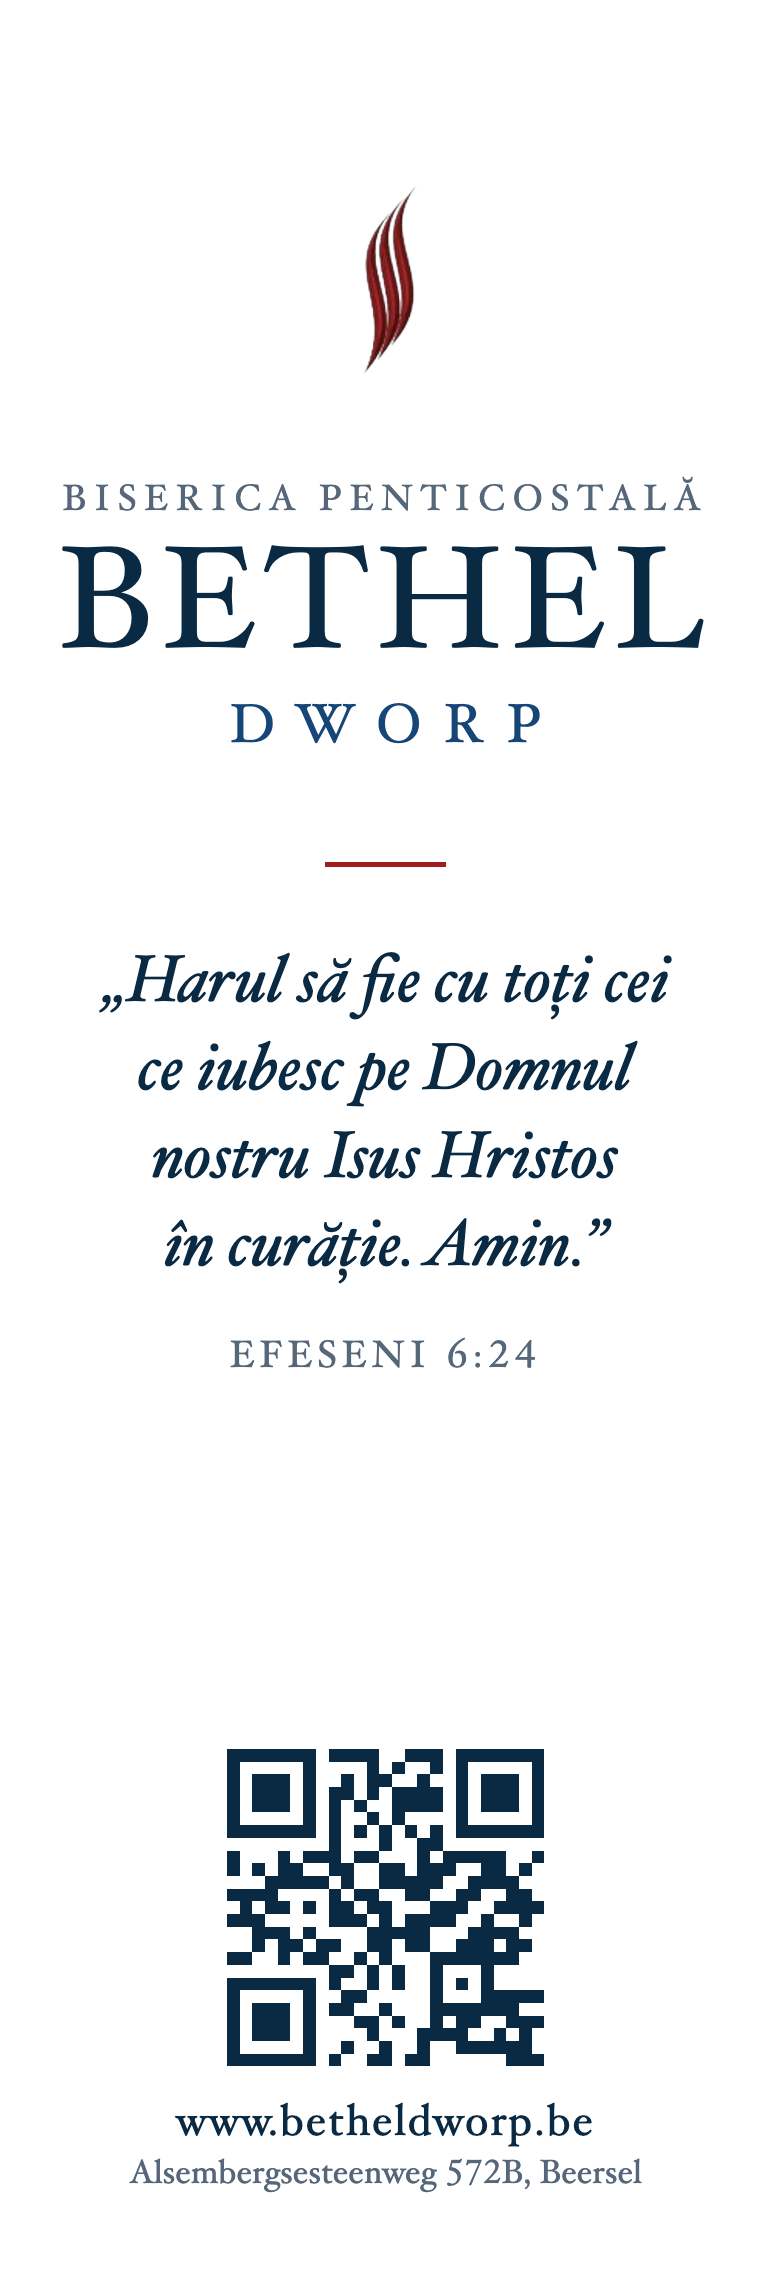 BISERICA PENTICOSTALĂ
BETHEL
DWORP
„Harul să fie cu toți cei
ce iubesc pe Domnul
nostru Isus Hristos
în curăție. Amin.”
EFESENI 6:24
www.betheldworp.be
Alsembergsesteenweg 572B, Beersel